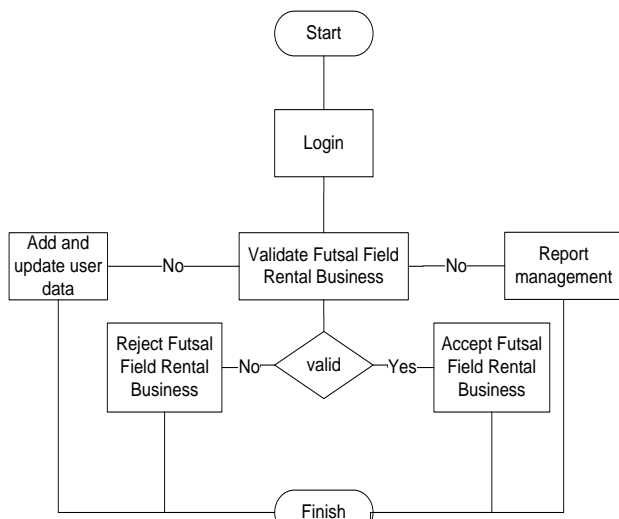 Start
Login
Add and
update user
data
No
Validate Futsal Field
Rental Business
No
Report
management
Reject Futsal
Field Rental
Business
No
valid
Yes
Accept Futsal
Field Rental
Business
Finish